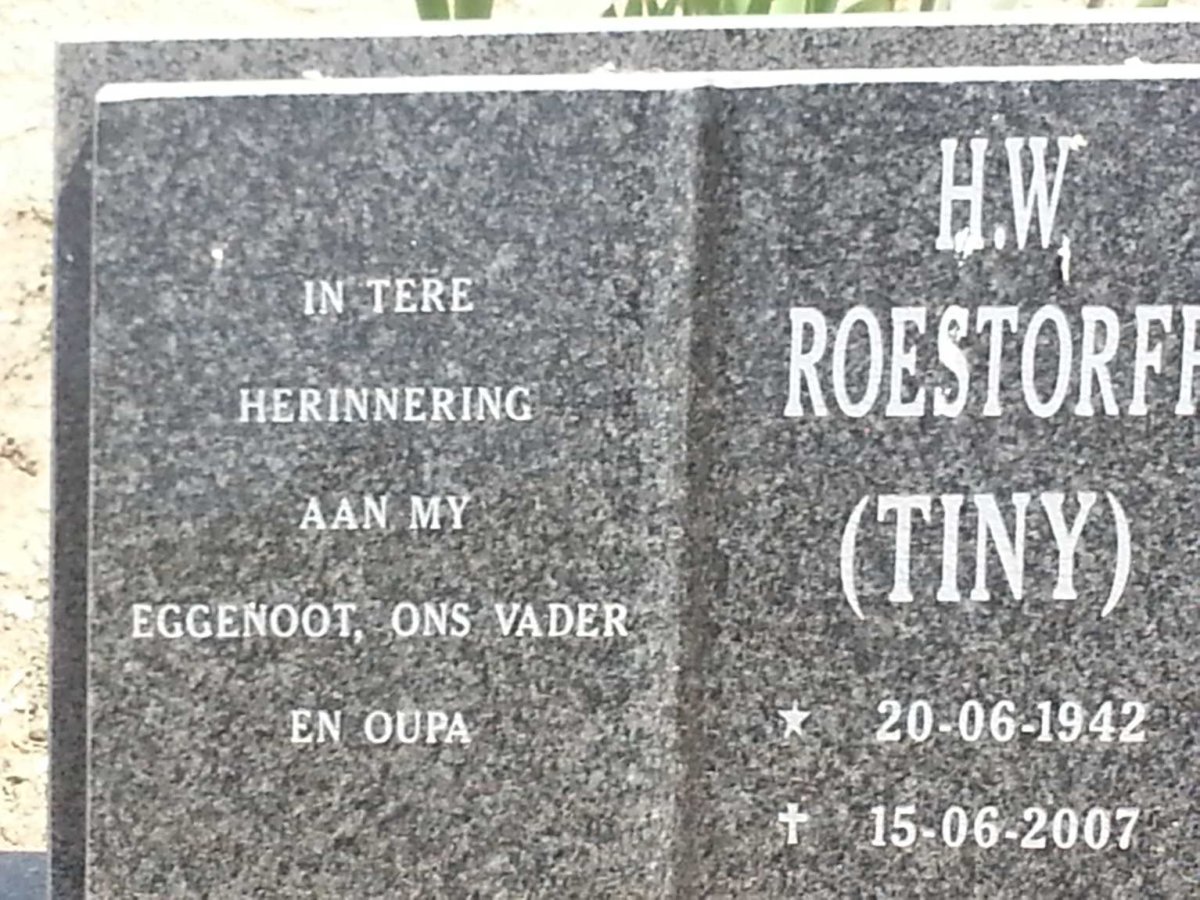 IN TERE
HERINNERING
AAN MY
EGGENOOT, ONS VADER
EN OUPA
H.W.
ROESTORFF
(TINY)
★ 20-06-1942
✝ 15-06-2007